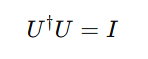 U†U = I